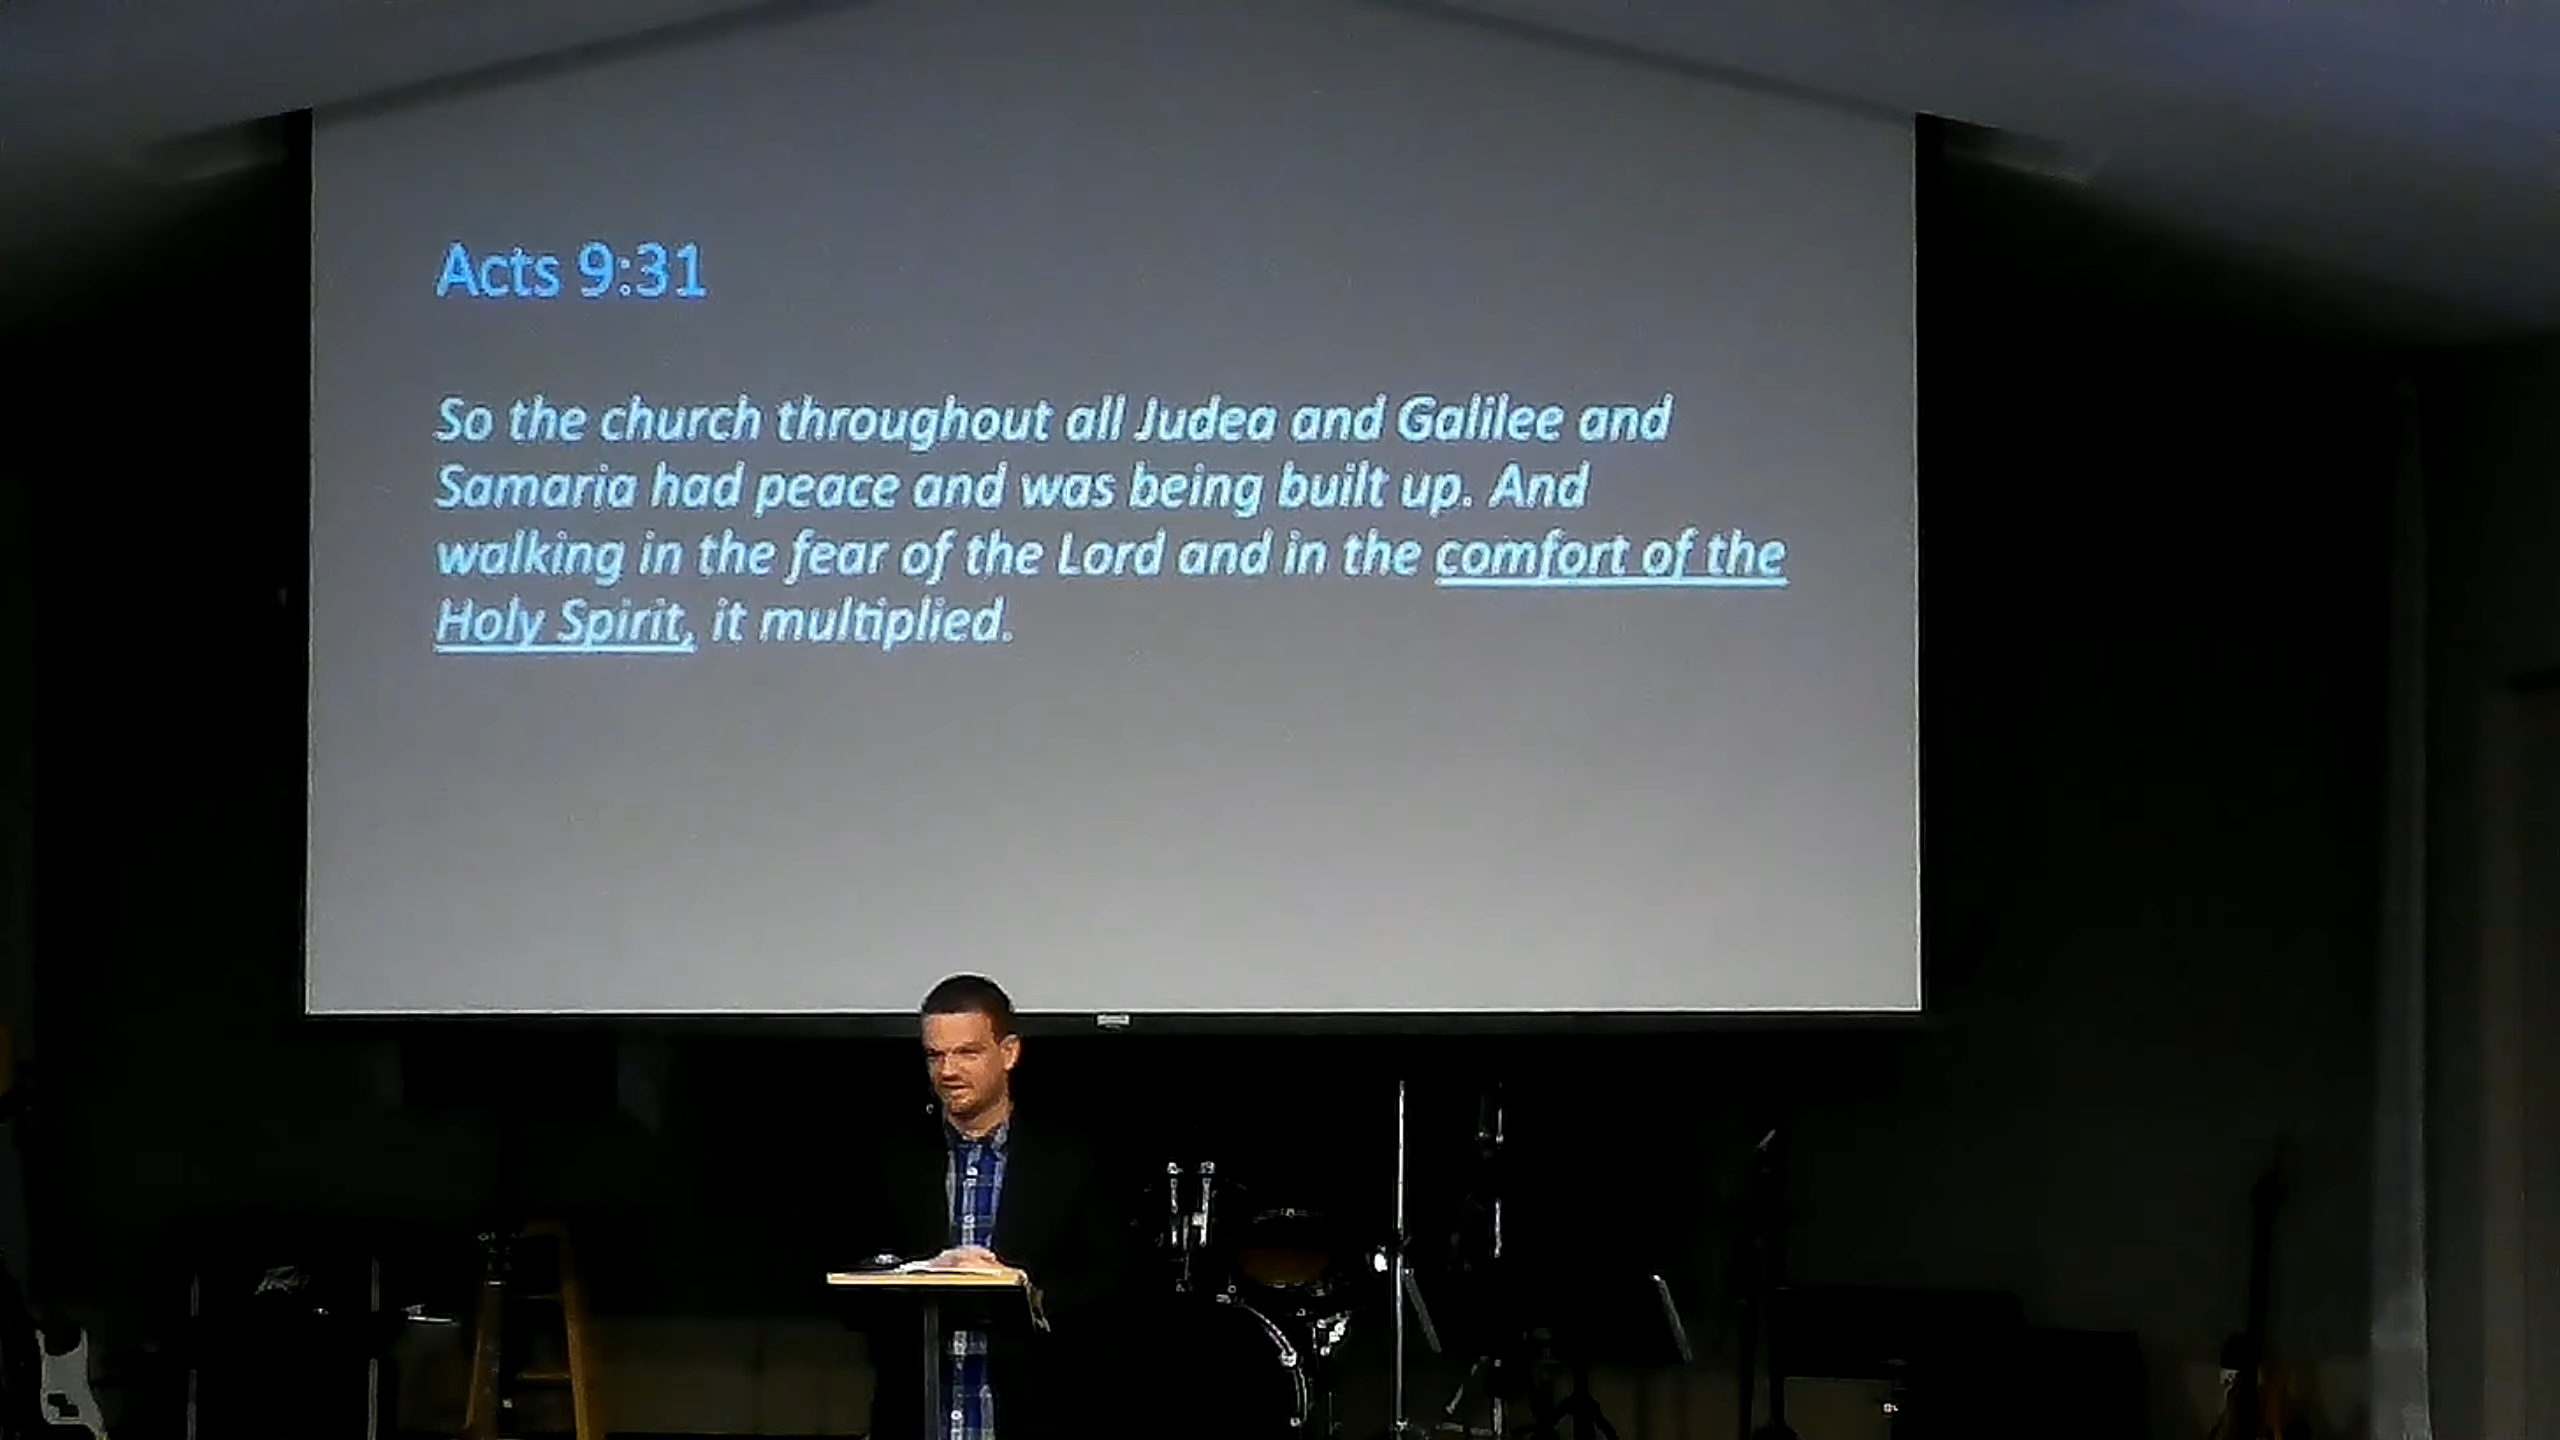 Acts 9:31
So the church throughout all Judea and Galilee and
Samaria had peace and was being built up. And
walking in the fear of the Lord and in the comfort of the
Holy Spirit, it multiplied.